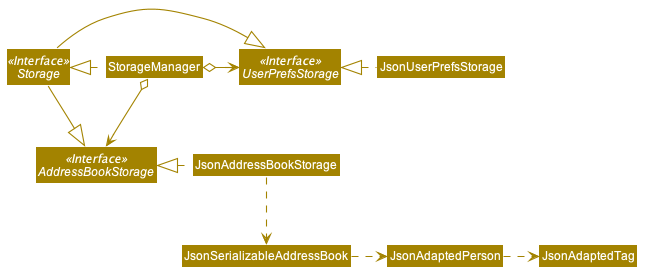 «Interface»
Storage
StorageManager
«Interface»
UserPrefsStorage
JsonUserPrefsStorage
«Interface»
AddressBookStorage
JsonAddressBookStorage
JsonSerializableAddressBook
JsonAdaptedPerson
JsonAdaptedTag